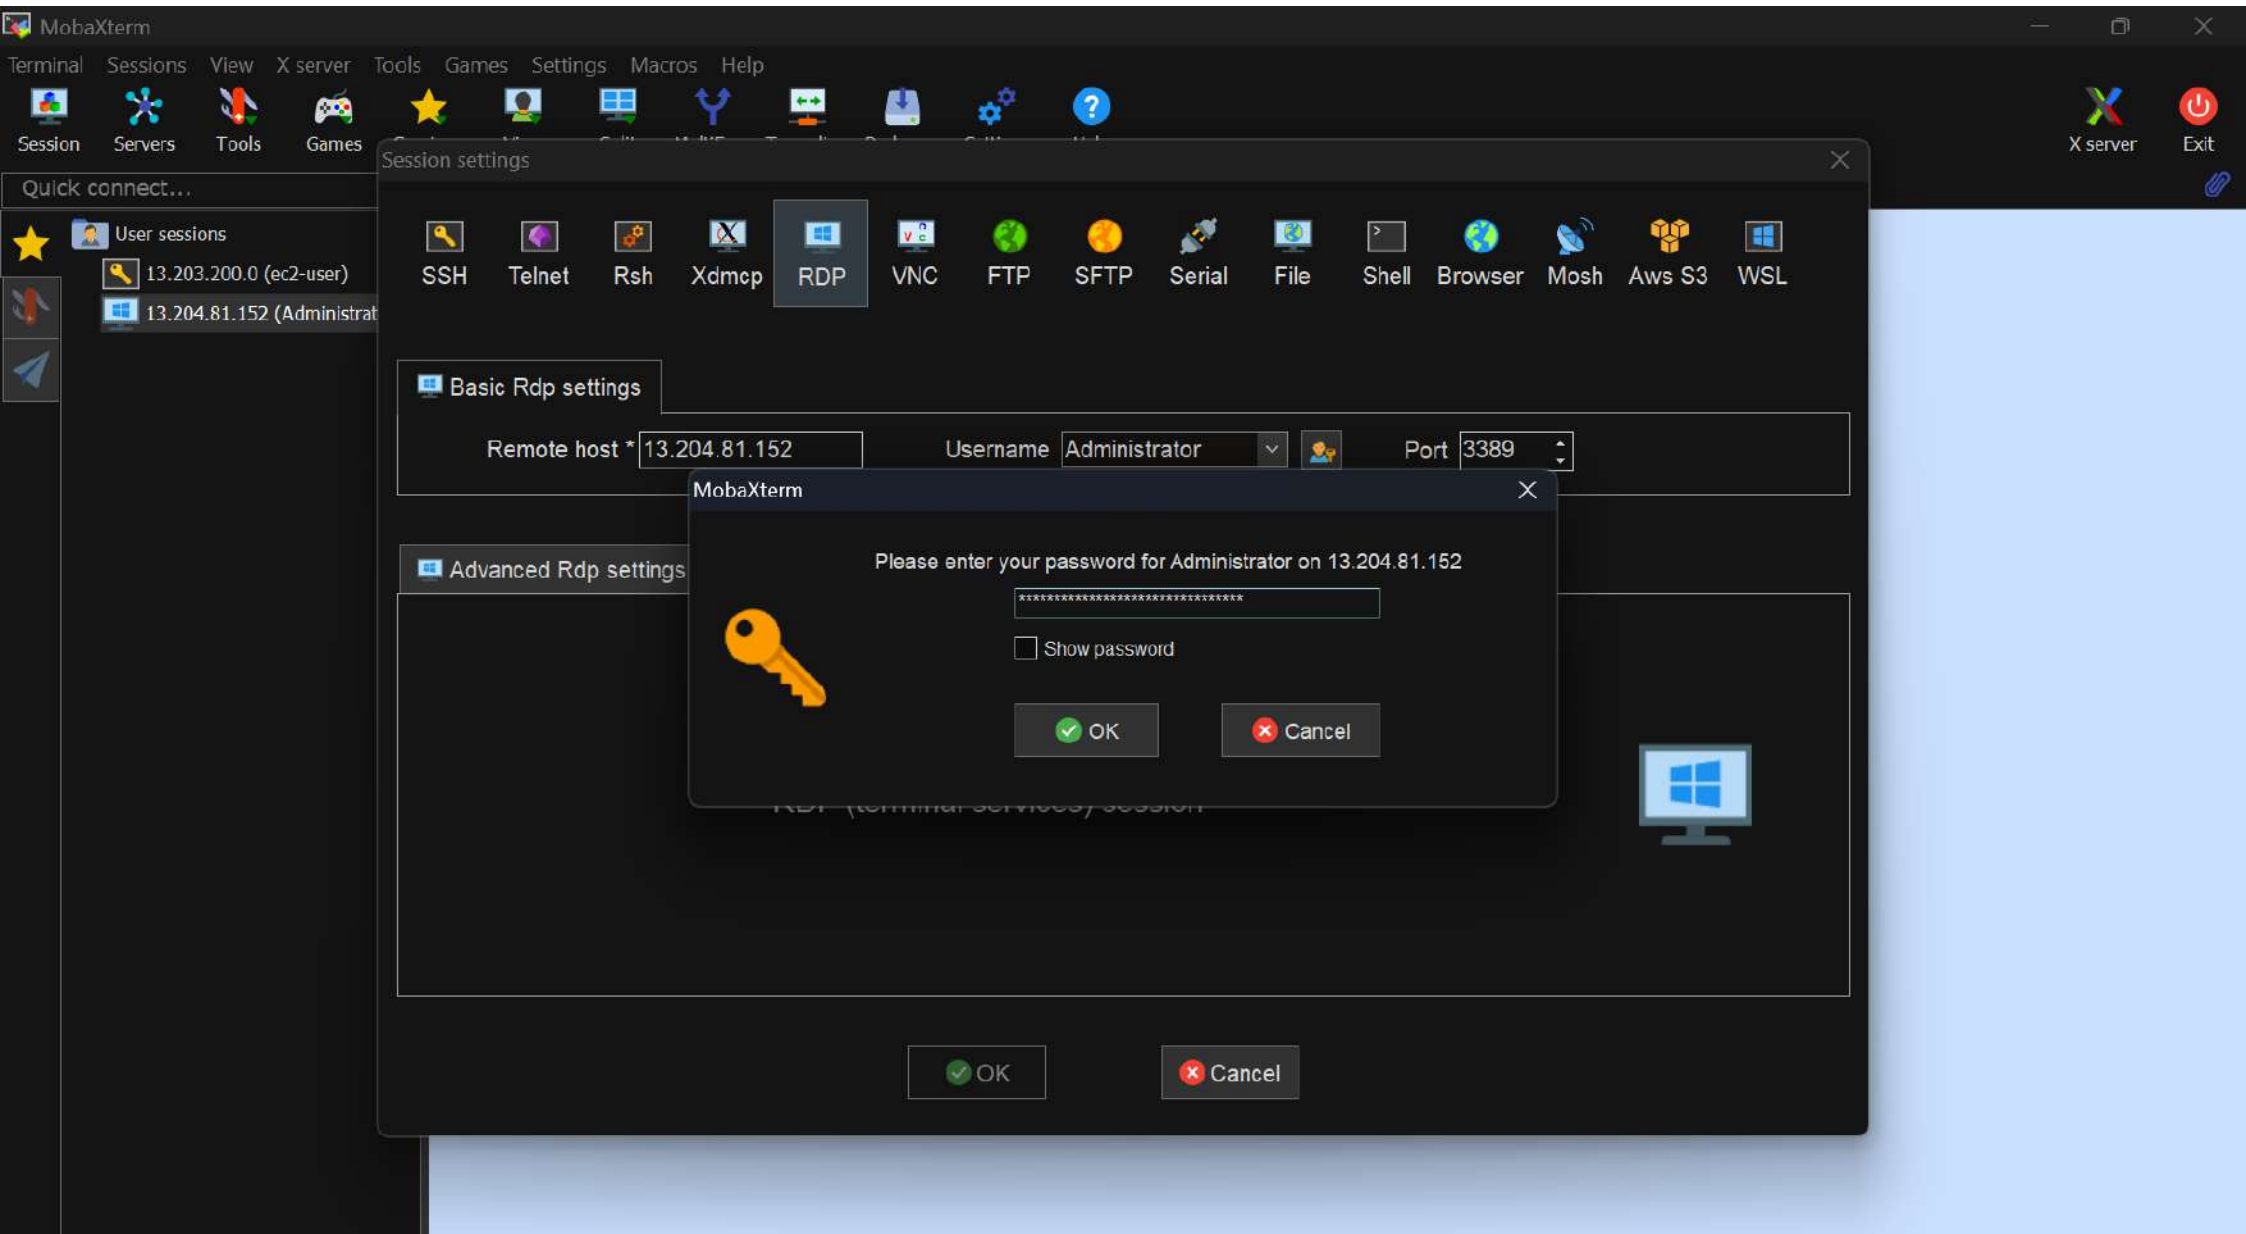 MobaXterm
Terminal Sessions View X server Tools Games Settings Macros Help
Session Servers Tools Games X server Exit
Session settings
Quick connect...
User sessions
13.203.200.0 (ec2-user)
13.204.81.152 (Administrat
SSH Telnet Rsh Xdmcp RDP VNC FTP SFTP Serial File Shell Browser Mosh Aws S3 WSL
Basic Rdp settings
Remote host * 13.204.81.152 Username Administrator Port 3389
MobaXterm
Please enter your password for Administrator on 13.204.81.152
********************************
Show password
OK Cancel
Advanced Rdp settings
RDP (terminal services) session
OK Cancel